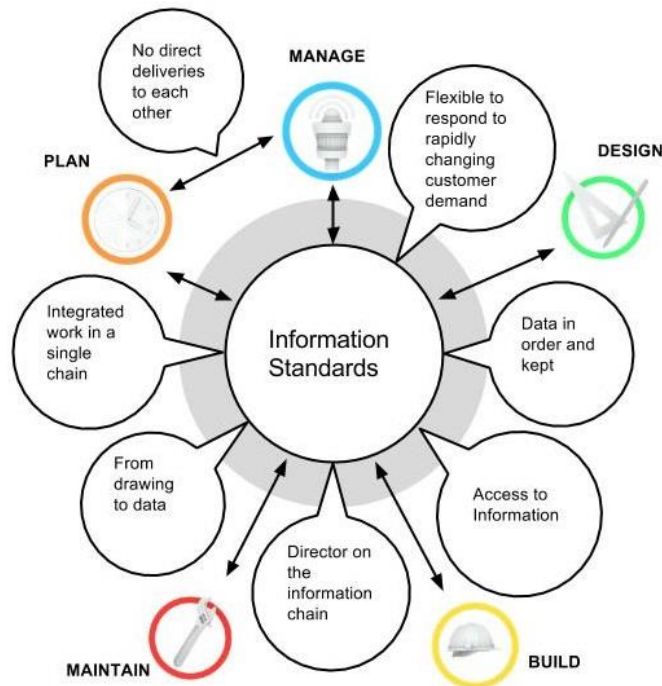 No direct
deliveries
to each
other
MANAGE
Flexible to
respond to
rapidly
changing
customer
demand
PLAN
DESIGN
Integrated
work in a
single
chain
Information
Standards
Data in
order and
kept
From
drawing
to data
Access to
Information
Director on
the
information
chain
MAINTAIN
BUILD